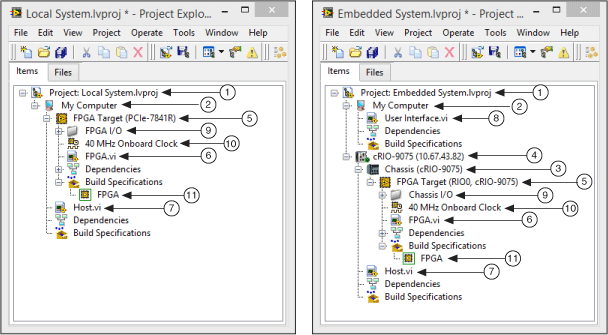 Local System.lvproj * - Project Explo...
File Edit View Project Operate Tools Window Help
Items Files
Project: Local System.lvproj 1
My Computer 2
FPGA Target (PCIe-7841R) 5
FPGA I/O 9
40 MHz Onboard Clock 10
FPGA.vi 6
Dependencies
Build Specifications
FPGA 11
Host.vi 7
Dependencies
Build Specifications
Embedded System.lvproj * - Project ...
File Edit View Project Operate Tools Window Help
Items Files
Project: Embedded System.lvproj 1
My Computer 2
User Interface.vi 8
Dependencies
Build Specifications
cRIO-9075 (10.67.43.82) 4
Chassis (cRIO-9075) 3
FPGA Target (RIO0, cRIO-9075) 5
Chassis I/O 9
40 MHz Onboard Clock 10
FPGA.vi 6
Dependencies
Build Specifications
FPGA 11
Host.vi 7
Dependencies
Build Specifications